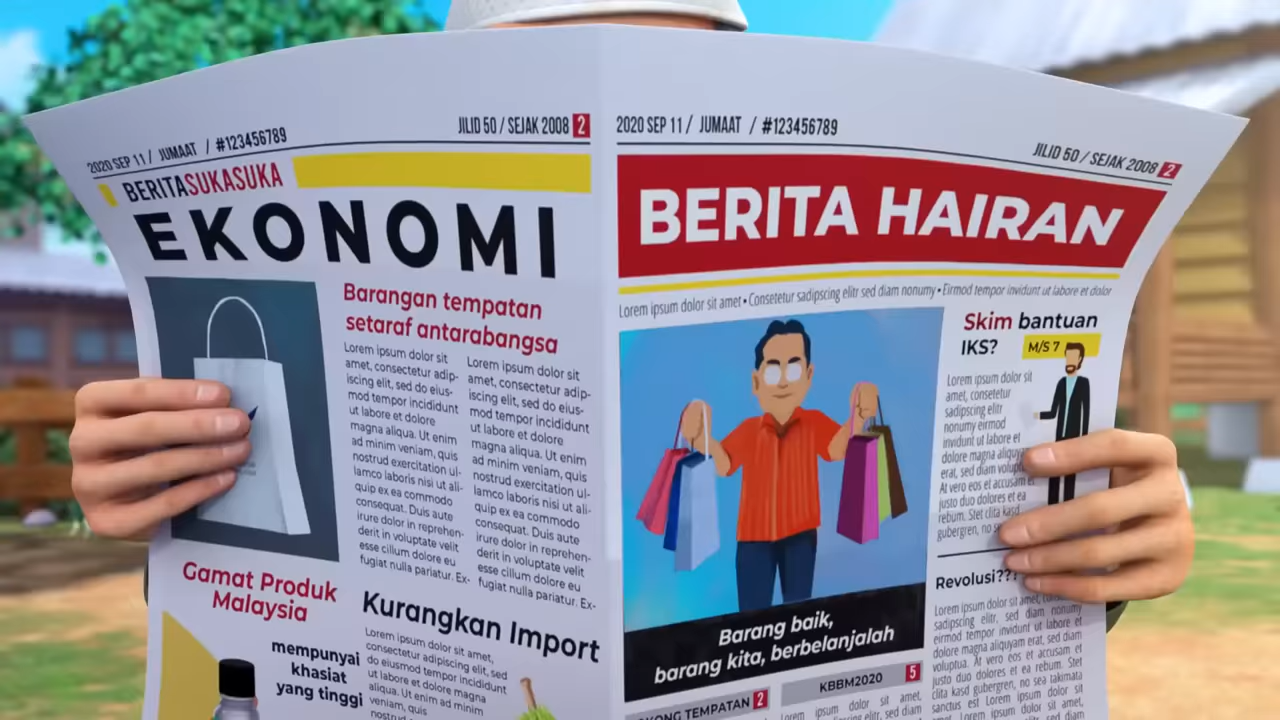 2020 SEP 11 / JUMAAT / #123456789
JILID 50 / SEJAK 2008 2
BERITASUKASUKA
EKONOMI
Barangan tempatan
setaraf antarabangsa
Lorem ipsum dolor sit
amet, consectetur adip-
iscing elit, sed do eius-
mod tempor incididunt
ut labore et dolore
magna aliqua. Ut enim
ad minim veniam, quis
nostrud exercitation ul-
lamco laboris nisi ut ali-
quip ex ea commodo
consequat. Duis aute
irure dolor in reprehen-
derit in voluptate velit
esse cillum dolore eu
fugiat nulla pariatur. Ex-
Lorem ipsum dolor sit
amet, consectetur adip-
iscing elit, sed do eius-
mod tempor incididunt
ut labore et dolore
magna aliqua. Ut enim
ad minim veniam, quis
nostrud exercitation ul-
lamco laboris nisi ut ali-
quip ex ea commodo
consequat. Duis aute
irure dolor in reprehen-
derit in voluptate velit
esse cillum dolore eu
fugiat nulla pariatur. Ex-
Gamat Produk
Malaysia
mempunyai
khasiat
yang tinggi
Kurangkan Import
Lorem ipsum dolor sit amet,
consectetur adipiscing elit, sed
do eiusmod tempor incididunt
ut labore et dolore magna
aliqua. Ut enim ad minim
veniam, quis
nostrud
2020 SEP 11 / JUMAAT / #123456789
JILID 50 / SEJAK 2008 2
BERITA HAIRAN
Lorem ipsum dolor sit amet • Consetetur sadipscing elitr sed diam nonumy • Eirmod tempor invidunt ut labore et dolor
Barang baik,
barang kita, berbelanjalah
Skim bantuan
IKS?
M/S 7
Lorem ipsum dolor sit
amet, consetetur
sadipscing elitr
nonumy eirmod
invidunt ut labore et
dolore magna aliquyam
erat, sed diam volupt
At vero eos et accusam et
justo duo dolores et ea
rebum. Stet clita kasd
gubergren, no sea
Revolusi???
Lorem ipsum dolor sit amet, consetetur
sadipscing elitr, sed diam nonumy
eirmod tempor invidunt ut labore et
dolore magna aliquyam erat, sed diam
voluptua. At vero eos et accusam et
justo duo dolores et ea rebum. Stet
clita kasd gubergren, no sea takimata
sanctus est Lorem ipsum dolor sit
amet. Lorem ipsum dolor sit amet,
TEMPATAN 2
KBBM2020 5
Lorem ipsum dolor sit amet,